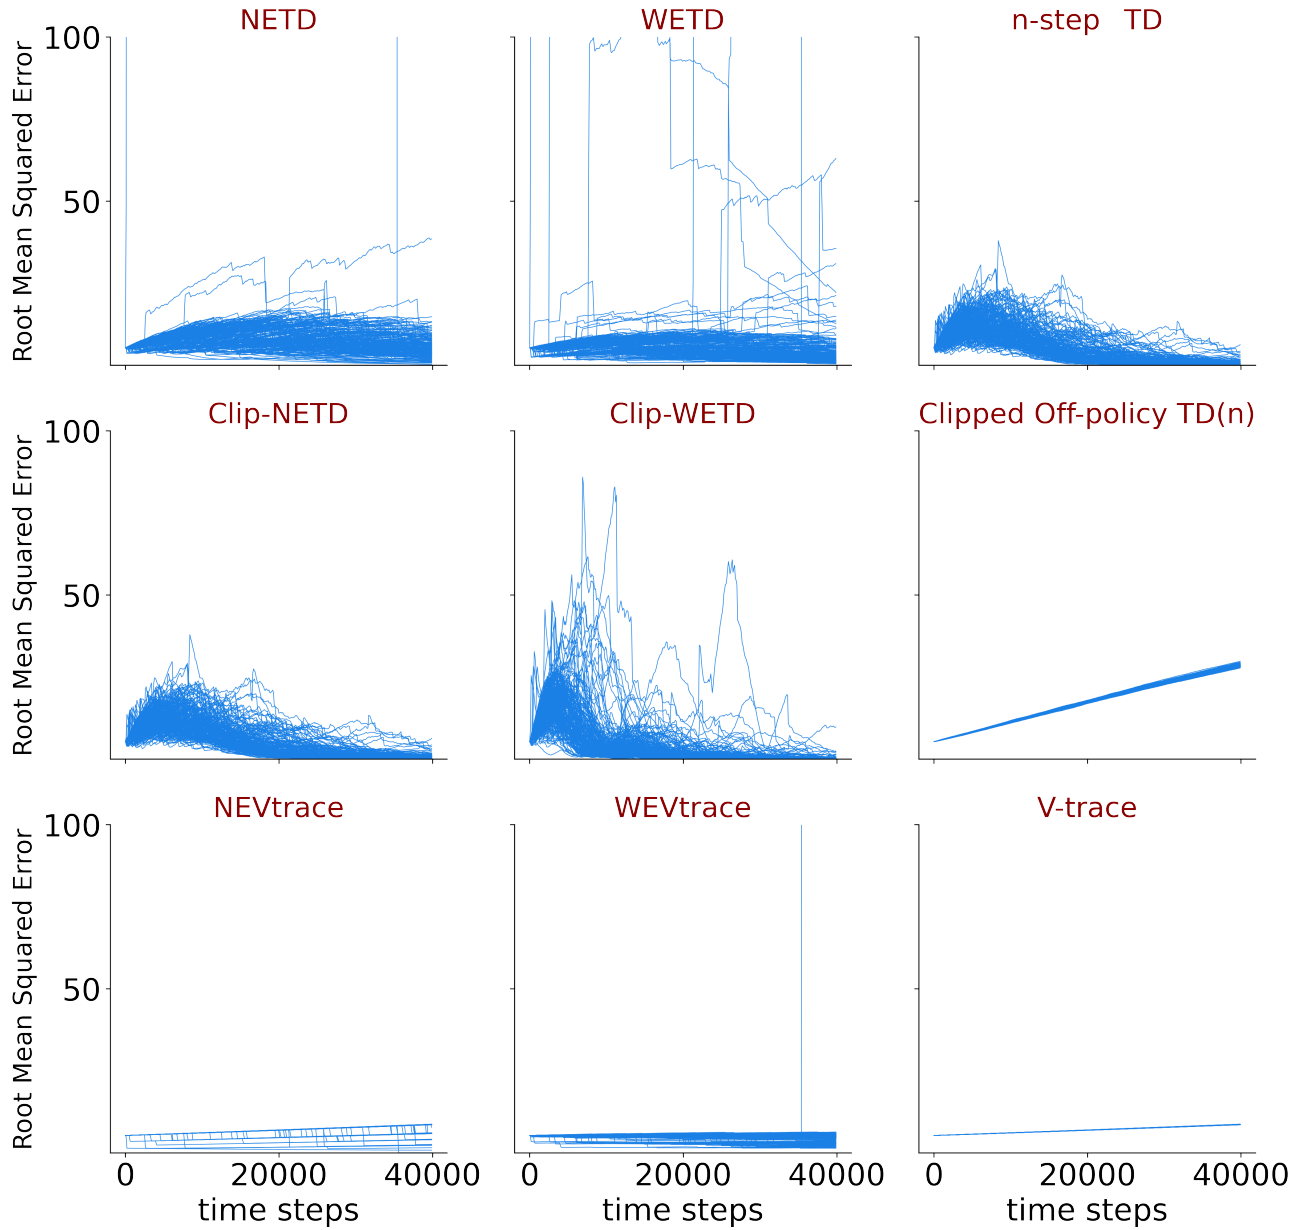 NETD
WETD
n-step TD
Root Mean Squared Error
100
50
Clip-NETD
Clip-WETD
Clipped Off-policy TD(n)
Root Mean Squared Error
100
50
NEVtrace
WEVtrace
V-trace
Root Mean Squared Error
100
50
0 20000 40000
0 20000 40000
0 20000 40000
time steps
time steps
time steps